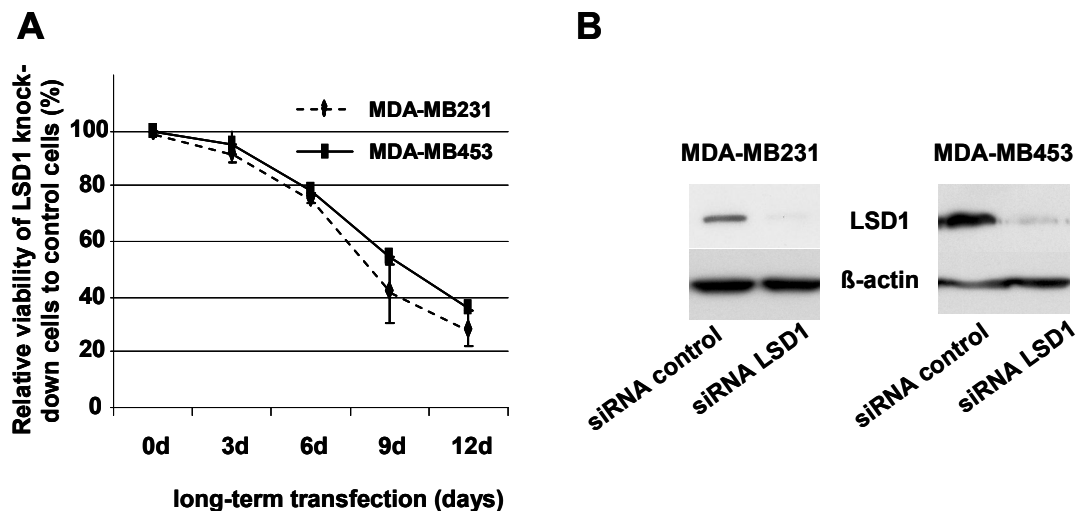 A
Relative viability of LSD1 knock-
down cells to control cells (%)
MDA-MB231
MDA-MB453
100
80
60
40
20
0
0d
3d
6d
9d
12d
long-term transfection (days)
B
MDA-MB231
MDA-MB453
LSD1
ß-actin
siRNA control
siRNA LSD1
siRNA control
siRNA LSD1